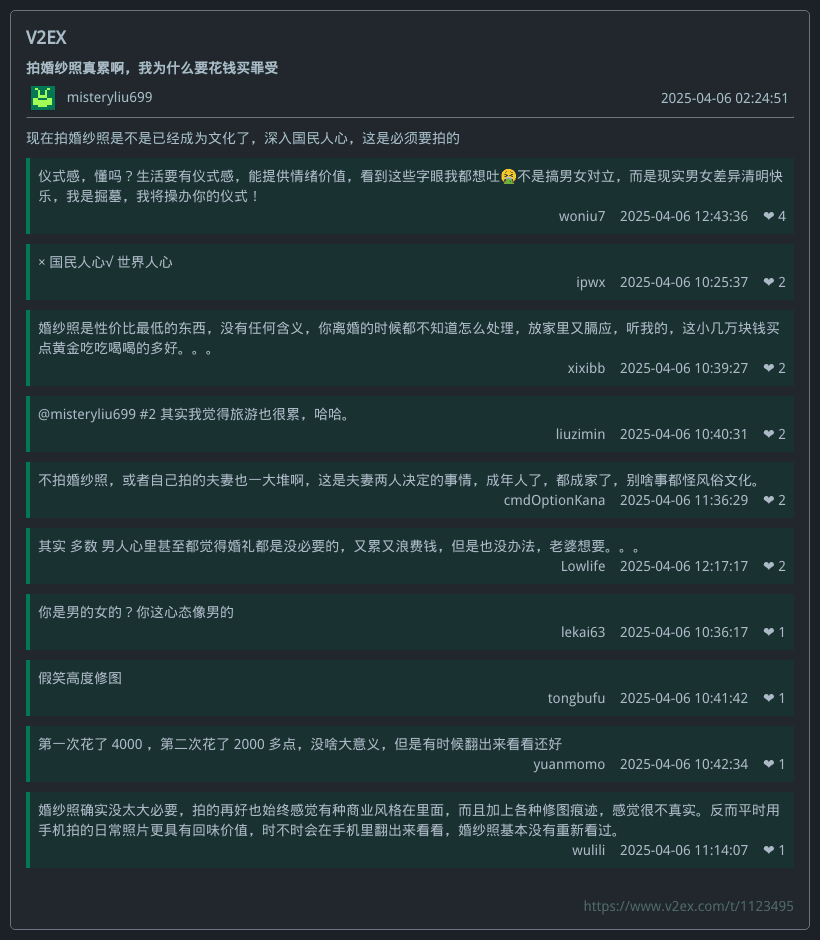 V2EX
拍婚纱照真累啊，我为什么要花钱买罪受
misteryliu699 2025-04-06 02:24:51
现在拍婚纱照是不是已经成为文化了，深入国民人心，这是必须要拍的
仪式感，懂吗？生活要有仪式感，能提供情绪价值，看到这些字眼我都想吐🤮不是搞男女对立，而是现实男女差异清明快
乐，我是掘墓，我将操办你的仪式！
woniu7 2025-04-06 12:43:36 ❤ 4
× 国民人心√ 世界人心
ipwx 2025-04-06 10:25:37 ❤ 2
婚纱照是性价比最低的东西，没有任何含义，你离婚的时候都不知道怎么处理，放家里又膈应，听我的，这小几万块钱买
点黄金吃吃喝喝的多好。。。
xixibb 2025-04-06 10:39:27 ❤ 2
@misteryliu699 #2 其实我觉得旅游也很累，哈哈。
liuzimin 2025-04-06 10:40:31 ❤ 2
不拍婚纱照，或者自己拍的夫妻也一大堆啊，这是夫妻两人决定的事情，成年人了，都成家了，别啥事都怪风俗文化。
cmdOptionKana 2025-04-06 11:36:29 ❤ 2
其实 多数 男人心里甚至都觉得婚礼都是没必要的，又累又浪费钱，但是也没办法，老婆想要。。。
Lowlife 2025-04-06 12:17:17 ❤ 2
你是男的女的？你这心态像男的
lekai63 2025-04-06 10:36:17 ❤ 1
假笑高度修图
tongbufu 2025-04-06 10:41:42 ❤ 1
第一次花了 4000 ，第二次花了 2000 多点，没啥大意义，但是有时候翻出来看看还好
yuanmomo 2025-04-06 10:42:34 ❤ 1
婚纱照确实没太大必要，拍的再好也始终感觉有种商业风格在里面，而且加上各种修图痕迹，感觉很不真实。反而平时用
手机拍的日常照片更具有回味价值，时不时会在手机里翻出来看看，婚纱照基本没有重新看过。
wulili 2025-04-06 11:14:07 ❤ 1
https://www.v2ex.com/t/1123495